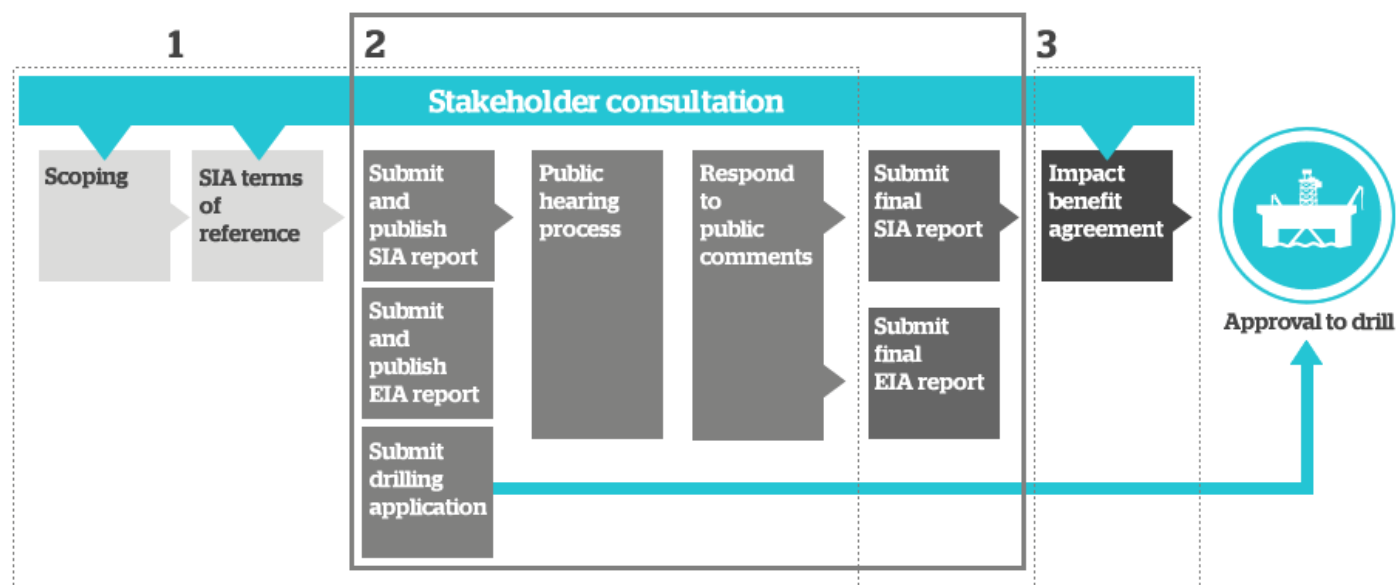 1
2
3
Stakeholder consultation
Scoping
SIA terms
of
reference
Submit
and
publish
SIA report
Submit
and
publish
EIA report
Submit
drilling
application
Public
hearing
process
Respond
to
public
comments
Submit
final
SIA report
Submit
final
EIA report
Impact
benefit
agreement
Approval to drill